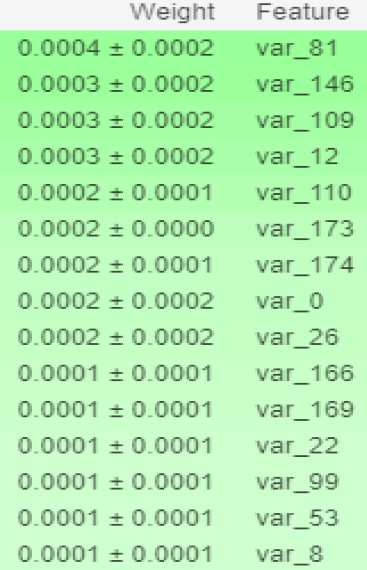 Weight Feature
0.0004 ± 0.0002 var_81
0.0003 ± 0.0002 var_146
0.0003 ± 0.0002 var_109
0.0003 ± 0.0002 var_12
0.0002 ± 0.0001 var_110
0.0002 ± 0.0000 var_173
0.0002 ± 0.0001 var_174
0.0002 ± 0.0002 var_0
0.0002 ± 0.0002 var_26
0.0001 ± 0.0001 var_166
0.0001 ± 0.0001 var_169
0.0001 ± 0.0001 var_22
0.0001 ± 0.0001 var_99
0.0001 ± 0.0001 var_53
0.0001 ± 0.0001 var_8